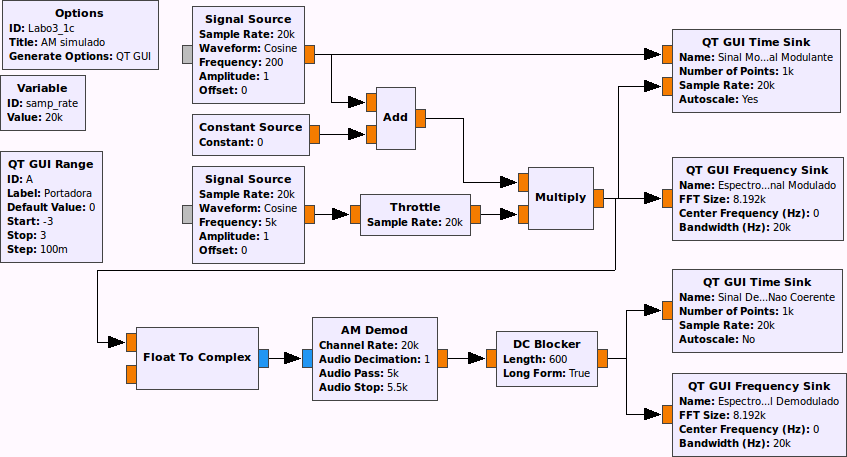 Options
ID: Labo3_1c
Title: AM simulado
Generate Options: QT GUI
Variable
ID: samp_rate
Value: 20k
QT GUI Range
ID: A
Label: Portadora
Default Value: 0
Start: -3
Stop: 3
Step: 100m
Signal Source
Sample Rate: 20k
Waveform: Cosine
Frequency: 200
Amplitude: 1
Offset: 0
Constant Source
Constant: 0
Add
Signal Source
Sample Rate: 20k
Waveform: Cosine
Frequency: 5k
Amplitude: 1
Offset: 0
Throttle
Sample Rate: 20k
Multiply
QT GUI Time Sink
Name: Sinal Mo...al Modulante
Number of Points: 1k
Sample Rate: 20k
Autoscale: Yes
QT GUI Frequency Sink
Name: Espectro...nal Modulado
FFT Size: 8.192k
Center Frequency (Hz): 0
Bandwidth (Hz): 20k
Float To Complex
AM Demod
Channel Rate: 20k
Audio Decimation: 1
Audio Pass: 5k
Audio Stop: 5.5k
DC Blocker
Length: 600
Long Form: True
QT GUI Time Sink
Name: Sinal De...Nao Coerente
Number of Points: 1k
Sample Rate: 20k
Autoscale: No
QT GUI Frequency Sink
Name: Espectro...l Demodulado
FFT Size: 8.192k
Center Frequency (Hz): 0
Bandwidth (Hz): 20k